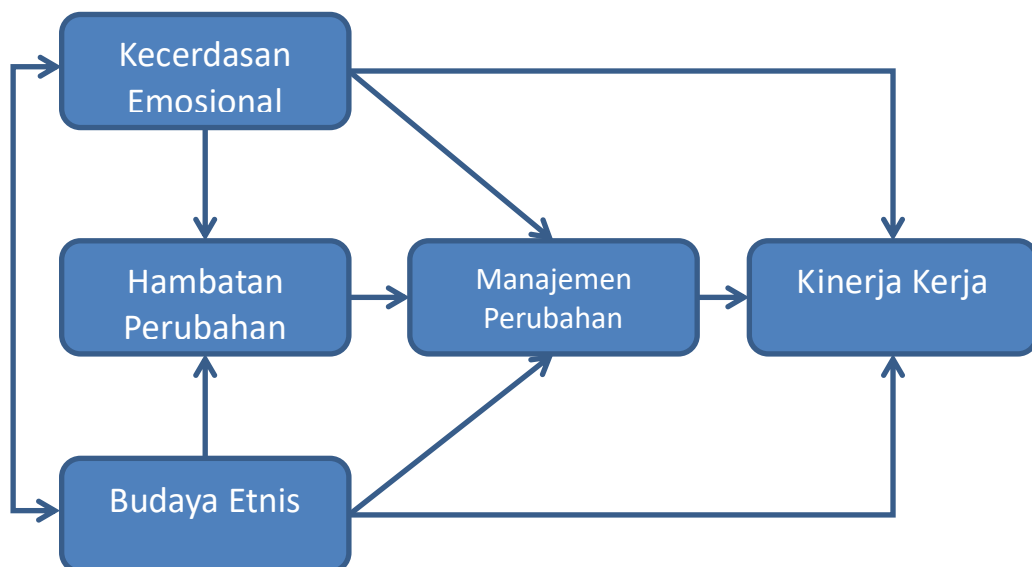 Kecerdasan
Emosional
Hambatan
Perubahan
Manajemen
Perubahan
Kinerja Kerja
Budaya Etnis